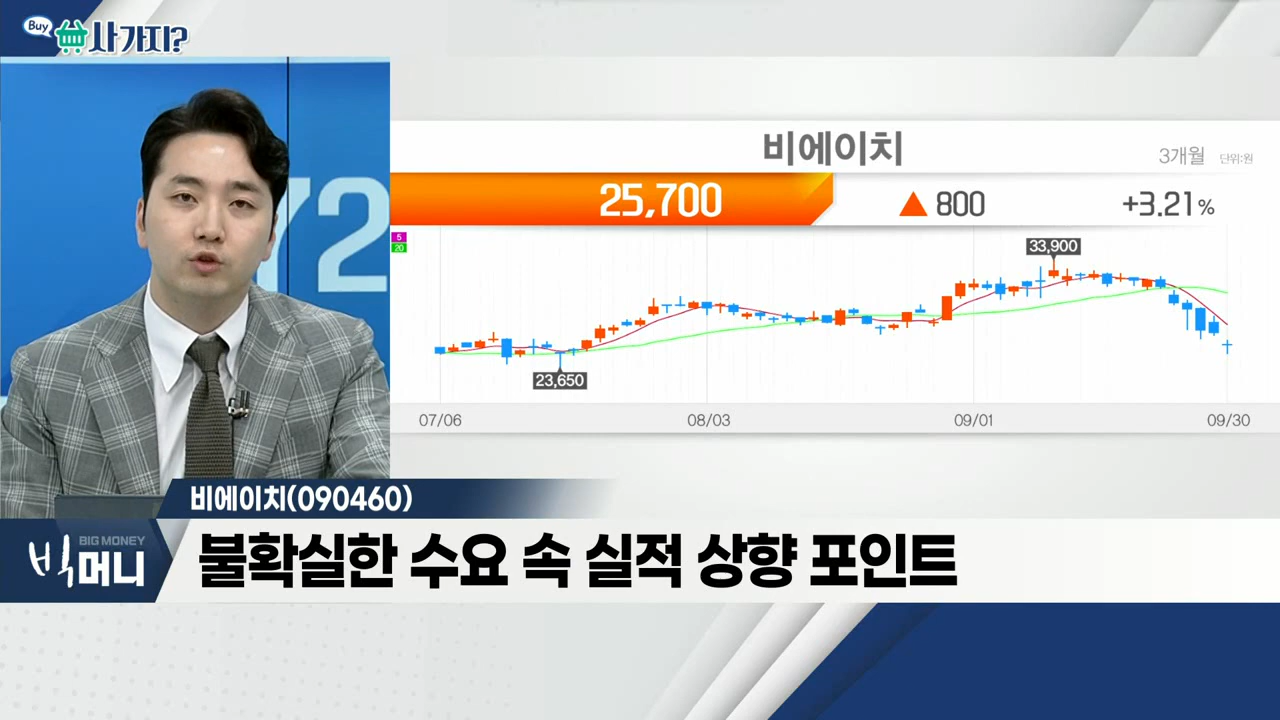 Buy
사가지?
72
비에이치
3개월 단위:원
25,700 ▲ 800 +3.21%
5
20
33,900
23,650
07/06 08/03 09/01 09/30
비에이치(090460)
BIG MONEY
빅머니
불확실한 수요 속 실적 상향 포인트